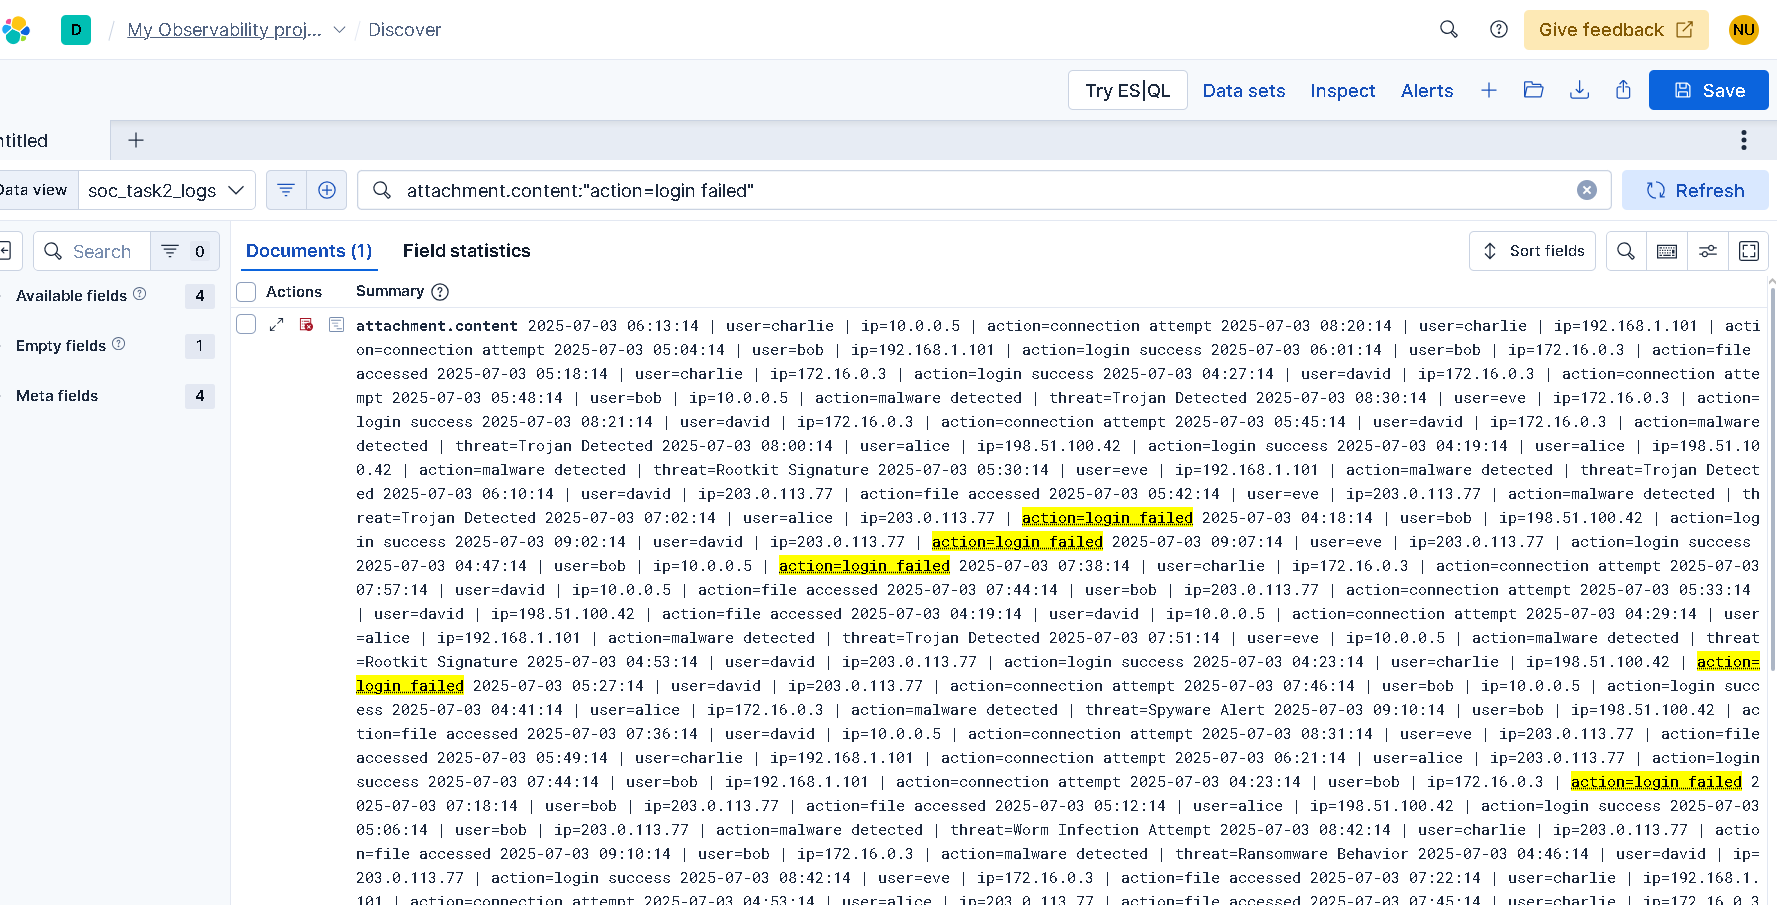 D / My Observability proj... / Discover Give feedback NU
Try ES|QL Data sets Inspect Alerts Save
ntitled
Data view soc_task2_logs attachment.content:"action=login failed" Refresh
Search 0 Documents (1) Field statistics Sort fields
Available fields 4
Empty fields 1
Meta fields 4
Actions Summary
attachment.content 2025-07-03 06:13:14 | user=charlie | ip=10.0.0.5 | action=connection attempt 2025-07-03 08:20:14 | user=charlie | ip=192.168.1.101 | acti
on=connection attempt 2025-07-03 05:04:14 | user=bob | ip=192.168.1.101 | action=login success 2025-07-03 06:01:14 | user=bob | ip=172.16.0.3 | action=file
accessed 2025-07-03 05:18:14 | user=charlie | ip=172.16.0.3 | action=login success 2025-07-03 04:27:14 | user=david | ip=172.16.0.3 | action=connection atte
mpt 2025-07-03 05:48:14 | user=bob | ip=10.0.0.5 | action=malware detected | threat=Trojan Detected 2025-07-03 08:30:14 | user=eve | ip=172.16.0.3 | action=
login success 2025-07-03 08:21:14 | user=david | ip=172.16.0.3 | action=connection attempt 2025-07-03 05:45:14 | user=david | ip=172.16.0.3 | action=malware
detected | threat=Trojan Detected 2025-07-03 08:00:14 | user=alice | ip=198.51.100.42 | action=login success 2025-07-03 04:19:14 | user=alice | ip=198.51.10
0.42 | action=malware detected | threat=Rootkit Signature 2025-07-03 05:30:14 | user=eve | ip=192.168.1.101 | action=malware detected | threat=Trojan Detect
ed 2025-07-03 06:10:14 | user=david | ip=203.0.113.77 | action=file accessed 2025-07-03 05:42:14 | user=eve | ip=203.0.113.77 | action=malware detected | th
reat=Trojan Detected 2025-07-03 07:02:14 | user=alice | ip=203.0.113.77 | action=login failed 2025-07-03 04:18:14 | user=bob | ip=198.51.100.42 | action=log
in success 2025-07-03 09:02:14 | user=david | ip=203.0.113.77 | action=login failed 2025-07-03 09:07:14 | user=eve | ip=203.0.113.77 | action=login success
2025-07-03 04:47:14 | user=bob | ip=10.0.0.5 | action=login failed 2025-07-03 07:38:14 | user=charlie | ip=172.16.0.3 | action=connection attempt 2025-07-03
07:57:14 | user=david | ip=10.0.0.5 | action=file accessed 2025-07-03 07:44:14 | user=bob | ip=203.0.113.77 | action=connection attempt 2025-07-03 05:33:14
| user=david | ip=198.51.100.42 | action=file accessed 2025-07-03 04:19:14 | user=david | ip=10.0.0.5 | action=connection attempt 2025-07-03 04:29:14 | user
=alice | ip=192.168.1.101 | action=malware detected | threat=Trojan Detected 2025-07-03 07:51:14 | user=eve | ip=10.0.0.5 | action=malware detected | threat
=Rootkit Signature 2025-07-03 04:53:14 | user=david | ip=203.0.113.77 | action=login success 2025-07-03 04:23:14 | user=charlie | ip=198.51.100.42 | action=
login failed 2025-07-03 05:27:14 | user=david | ip=203.0.113.77 | action=connection attempt 2025-07-03 07:46:14 | user=bob | ip=10.0.0.5 | action=login succ
ess 2025-07-03 04:41:14 | user=alice | ip=172.16.0.3 | action=malware detected | threat=Spyware Alert 2025-07-03 09:10:14 | user=bob | ip=198.51.100.42 | ac
tion=file accessed 2025-07-03 07:36:14 | user=david | ip=10.0.0.5 | action=connection attempt 2025-07-03 08:31:14 | user=eve | ip=203.0.113.77 | action=file
accessed 2025-07-03 05:49:14 | user=charlie | ip=192.168.1.101 | action=connection attempt 2025-07-03 06:21:14 | user=alice | ip=203.0.113.77 | action=login
success 2025-07-03 07:44:14 | user=bob | ip=192.168.1.101 | action=connection attempt 2025-07-03 04:23:14 | user=bob | ip=172.16.0.3 | action=login failed 2
025-07-03 07:18:14 | user=bob | ip=203.0.113.77 | action=file accessed 2025-07-03 05:12:14 | user=alice | ip=198.51.100.42 | action=login success 2025-07-03
05:06:14 | user=bob | ip=203.0.113.77 | action=malware detected | threat=Worm Infection Attempt 2025-07-03 08:42:14 | user=charlie | ip=203.0.113.77 | actio
n=file accessed 2025-07-03 09:10:14 | user=bob | ip=172.16.0.3 | action=malware detected | threat=Ransomware Behavior 2025-07-03 04:46:14 | user=david | ip=
203.0.113.77 | action=login success 2025-07-03 08:42:14 | user=eve | ip=172.16.0.3 | action=file accessed 2025-07-03 07:22:14 | user=charlie | ip=192.168.1.
101 | action=connection attempt 2025-07-03 04:53:14 | user=alice | ip=203.0.113.77 | action=file accessed 2025-07-03 07:45:14 | user=charlie | ip=172.16.0.3